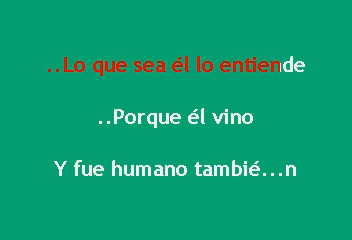 ..Lo que sea él lo entiende
..Porque él vino
Y fue humano tambié...n